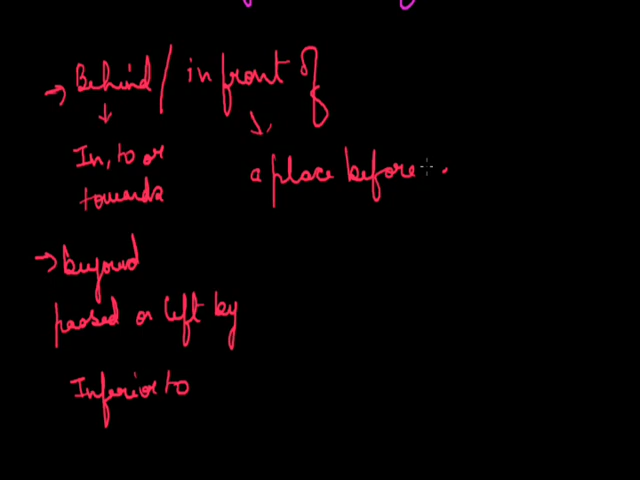 → Behind / in front of
In, to or
towards
a place before
→ beyond
passed or left by
Inferior to